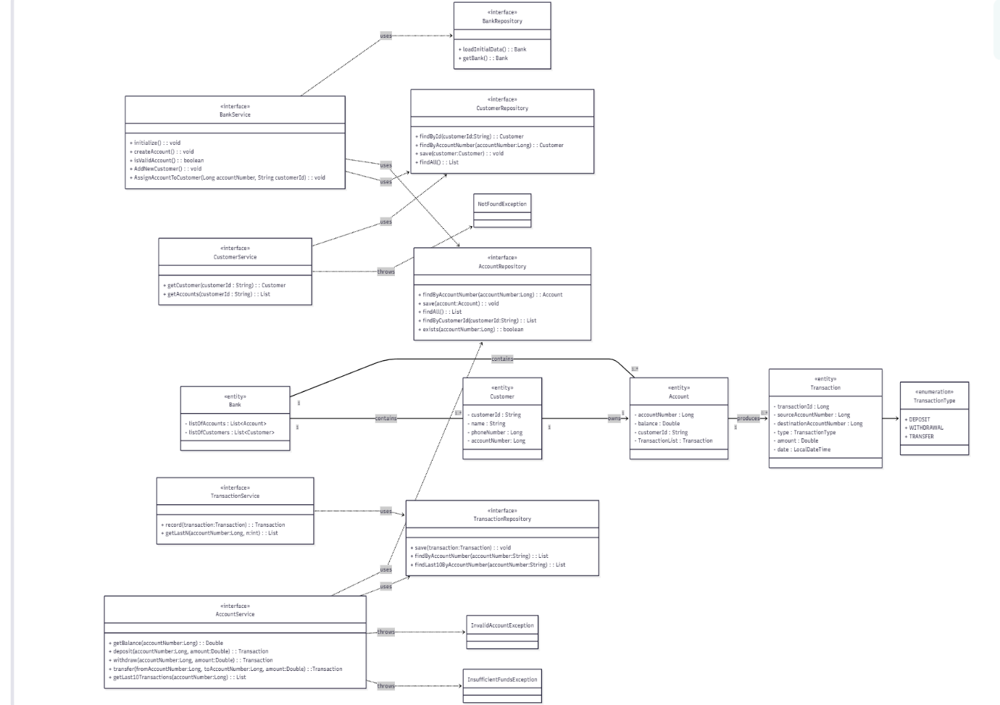 «interface»
BankRepository
+ loadInitialData() : : Bank
+ getBank() : : Bank
uses
«interface»
BankService
+ initialize() : : void
+ createAccount() : : void
+ isValidAccount() : : boolean
+ AddNewCustomer() : : void
+ AssignAccountToCustomer(Long accountNumber, String customerId) : : void
«interface»
CustomerRepository
+ findById(customerId:String) : : Customer
+ findByAccountNumber(accountNumber:Long) : : Customer
+ save(customer:Customer) : : void
+ findAll() : : List
uses
uses
uses
NotFoundException
«interface»
CustomerService
+ getCustomer(customerId : String) : : Customer
+ getAccounts(customerId : String) : : List
throws
«interface»
AccountRepository
+ findByAccountNumber(accountNumber:Long) : : Account
+ save(account:Account) : : void
+ findAll() : : List
+ findByCustomerId(customerId:String) : : List
+ exists(accountNumber:Long) : : boolean
contains
1..*
1
«entity»
Bank
- listOfAccounts : List<Account>
- listOfCustomers : List<Customer>
contains
1
1..*
«entity»
Customer
- customerId : String
- name : String
- phoneNumber : Long
- accountNumber: Long
owns
1
1
«entity»
Account
- accountNumber : Long
- balance : Double
- customerId : String
- TransactionList : Transaction
produces
1
1..*
«entity»
Transaction
- transactionId : Long
- sourceAccountNumber : Long
- destinationAccountNumber : Long
- type : TransactionType
- amount : Double
- date : LocalDateTime
«enumeration»
TransactionType
+ DEPOSIT
+ WITHDRAWAL
+ TRANSFER
«interface»
TransactionService
+ record(transaction:Transaction) : : Transaction
+ getLastN(accountNumber:Long, n:int) : : List
uses
«interface»
TransactionRepository
+ save(transaction:Transaction) : : void
+ findByAccountNumber(accountNumber:String) : : List
+ findLast10ByAccountNumber(accountNumber:String) : : List
uses
uses
«interface»
AccountService
+ getBalance(accountNumber:Long) : : Double
+ deposit(accountNumber:Long, amount:Double) : : Transaction
+ withdraw(accountNumber:Long, amount:Double) : : Transaction
+ transfer(fromAccountNumber:Long, toAccountNumber:Long, amount:Double) : :Transaction
+ getLast10Transactions(accountNumber:Long) : : List
throws
InvalidAccountException
throws
InsufficientFundsException